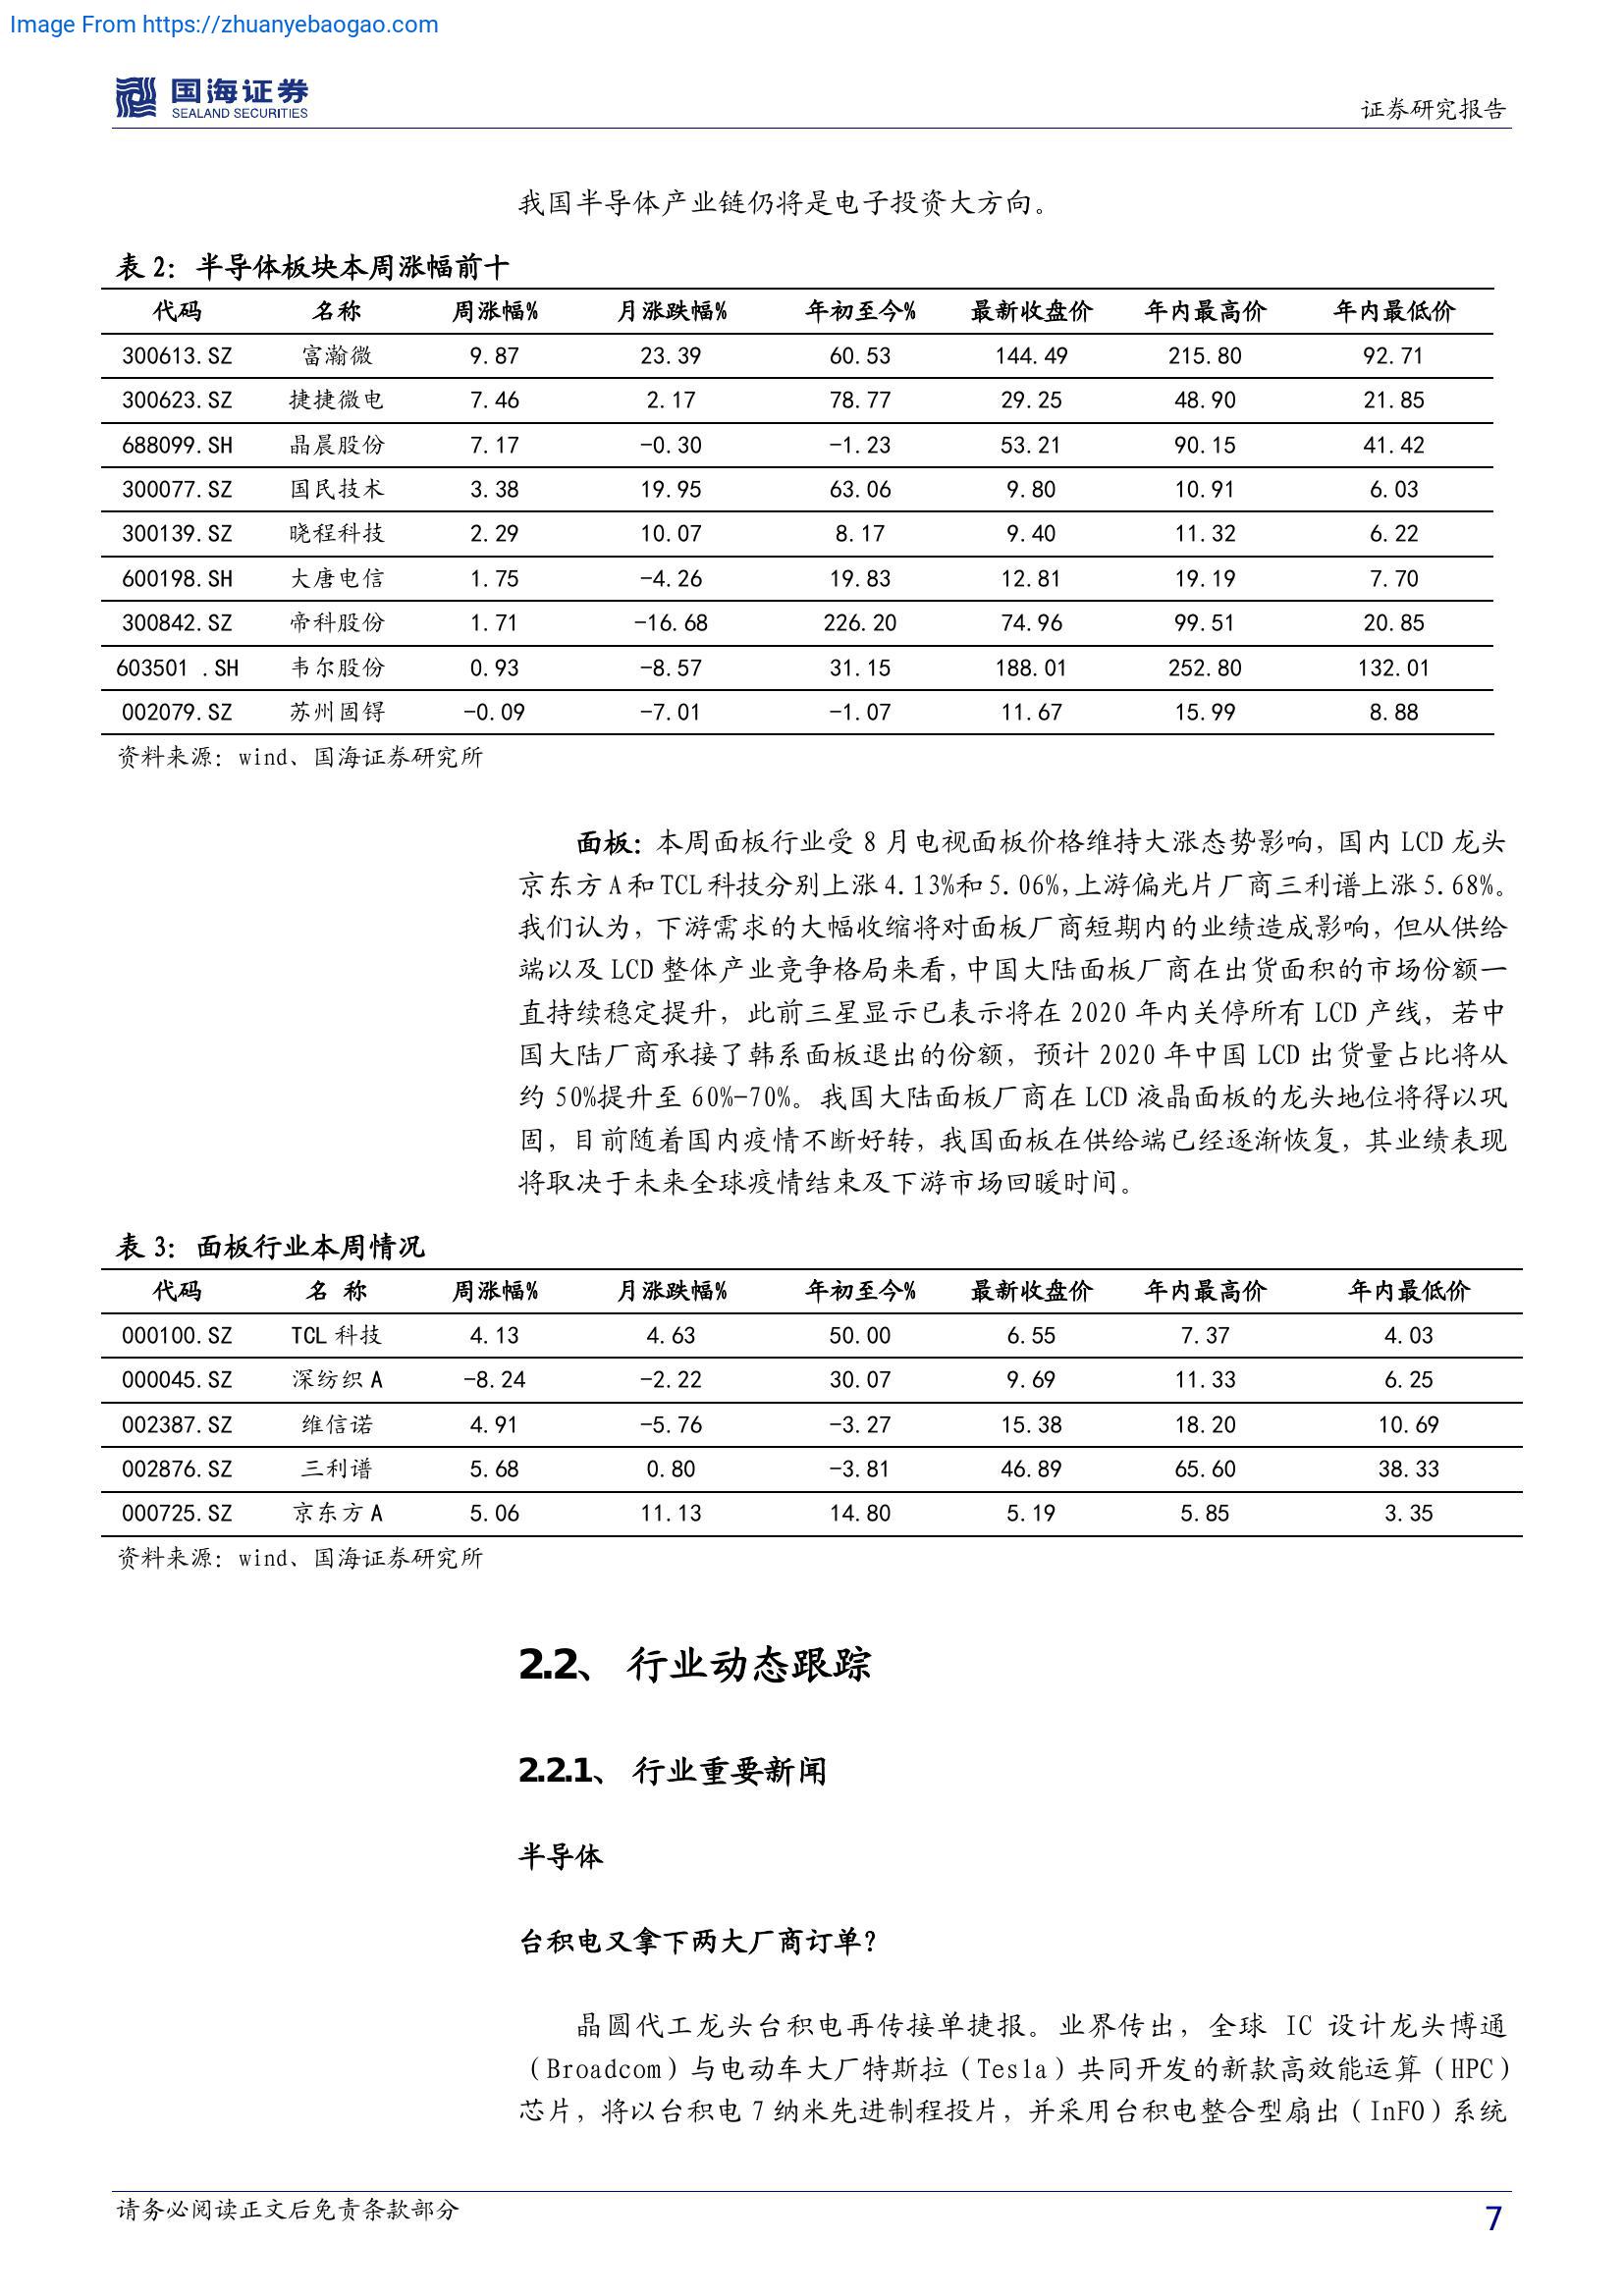 Image From https://zhuanyebaogao.com
国海证券
SEALAND SECURITIES
证券研究报告
我国半导体产业链仍将是电子投资大方向。
表 2：半导体板块本周涨幅前十
代码 名称 周涨幅% 月涨跌幅% 年初至今% 最新收盘价 年内最高价 年内最低价
300613.SZ 富瀚微 9.87 23.39 60.53 144.49 215.80 92.71
300623.SZ 捷捷微电 7.46 2.17 78.77 29.25 48.90 21.85
688099.SH 晶晨股份 7.17 -0.30 -1.23 53.21 90.15 41.42
300077.SZ 国民技术 3.38 19.95 63.06 9.80 10.91 6.03
300139.SZ 晓程科技 2.29 10.07 8.17 9.40 11.32 6.22
600198.SH 大唐电信 1.75 -4.26 19.83 12.81 19.19 7.70
300842.SZ 帝科股份 1.71 -16.68 226.20 74.96 99.51 20.85
603501 .SH 韦尔股份 0.93 -8.57 31.15 188.01 252.80 132.01
002079.SZ 苏州固锝 -0.09 -7.01 -1.07 11.67 15.99 8.88
资料来源：wind、国海证券研究所
面板：本周面板行业受 8 月电视面板价格维持大涨态势影响，国内 LCD 龙头
京东方 A 和 TCL 科技分别上涨 4.13%和 5.06%,上游偏光片厂商三利谱上涨 5.68%。
我们认为，下游需求的大幅收缩将对面板厂商短期内的业绩造成影响，但从供给
端以及 LCD 整体产业竞争格局来看，中国大陆面板厂商在出货面积的市场份额一
直持续稳定提升，此前三星显示已表示将在 2020 年内关停所有 LCD 产线，若中
国大陆厂商承接了韩系面板退出的份额，预计 2020 年中国 LCD 出货量占比将从
约 50%提升至 60%-70%。我国大陆面板厂商在 LCD 液晶面板的龙头地位将得以巩
固，目前随着国内疫情不断好转，我国面板在供给端已经逐渐恢复，其业绩表现
将取决于未来全球疫情结束及下游市场回暖时间。
表 3：面板行业本周情况
代码 名 称 周涨幅% 月涨跌幅% 年初至今% 最新收盘价 年内最高价 年内最低价
000100.SZ TCL 科技 4.13 4.63 50.00 6.55 7.37 4.03
000045.SZ 深纺织 A -8.24 -2.22 30.07 9.69 11.33 6.25
002387.SZ 维信诺 4.91 -5.76 -3.27 15.38 18.20 10.69
002876.SZ 三利谱 5.68 0.80 -3.81 46.89 65.60 38.33
000725.SZ 京东方 A 5.06 11.13 14.80 5.19 5.85 3.35
资料来源：wind、国海证券研究所
2.2、 行业动态跟踪
2.2.1、 行业重要新闻
半导体
台积电又拿下两大厂商订单？
晶圆代工龙头台积电再传接单捷报。业界传出，全球 IC 设计龙头博通
（Broadcom）与电动车大厂特斯拉（Tesla）共同开发的新款高效能运算（HPC）
芯片，将以台积电 7 纳米先进制程投片，并采用台积电整合型扇出（InFO）系统
请务必阅读正文后免责条款部分
7